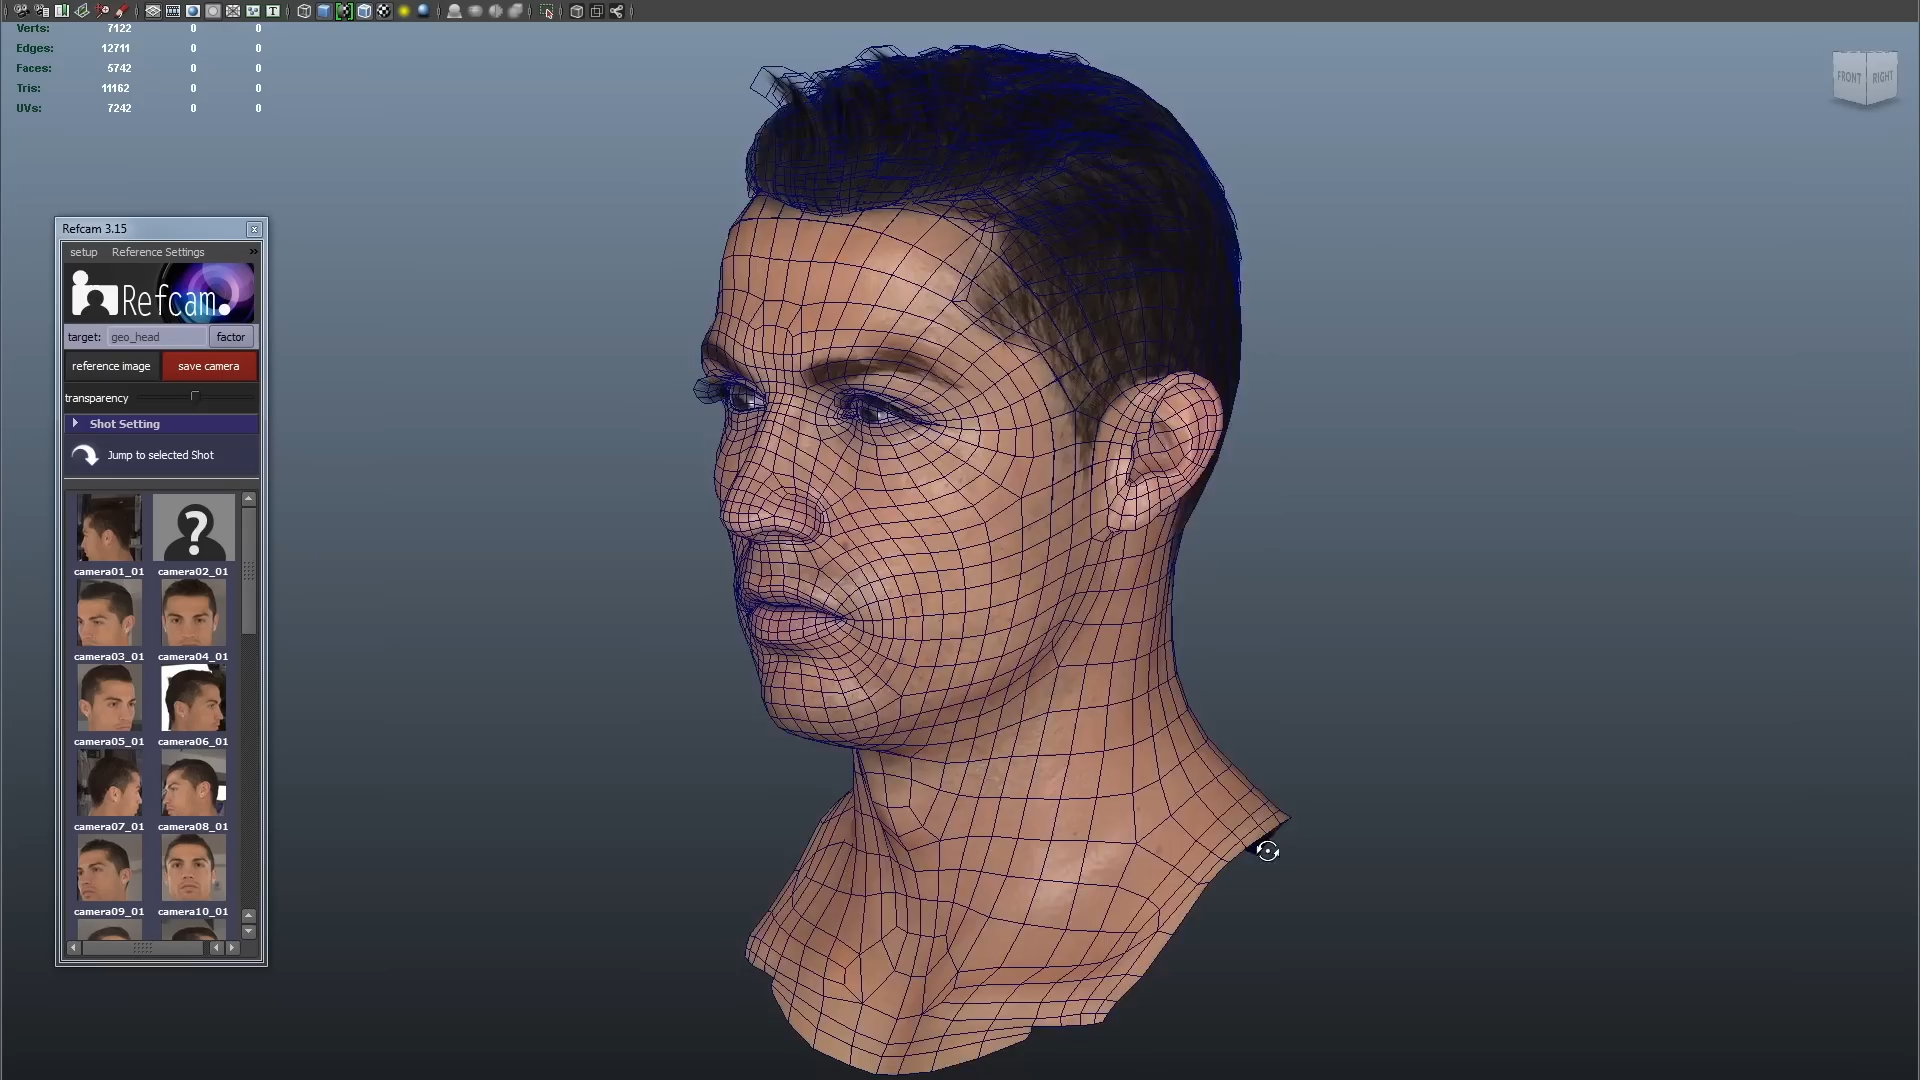 Verts: 7122 0 0
Edges: 12711 0 0
Faces: 5742 0 0
Tris: 11162 0 0
UVs: 7242 0 0
FRONT RIGHT
Refcam 3.15
setup Reference Settings »
Refcam.
target: geo_head factor
reference image save camera
transparency
Shot Setting
Jump to selected Shot
?
camera01_01 camera02_01
camera03_01 camera04_01
camera05_01 camera06_01
camera07_01 camera08_01
camera09_01 camera10_01